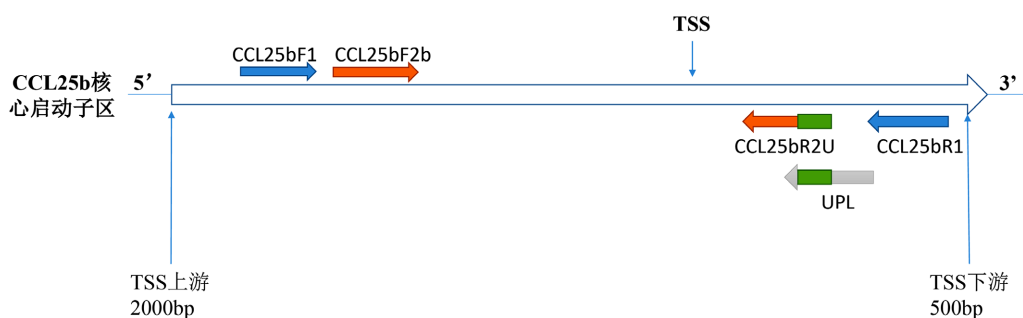 TSS
CCL25bF1
CCL25bF2b
CCL25b核
心启动子区
5’
3’
CCL25bR2U
CCL25bR1
UPL
TSS上游
2000bp
TSS下游
500bp